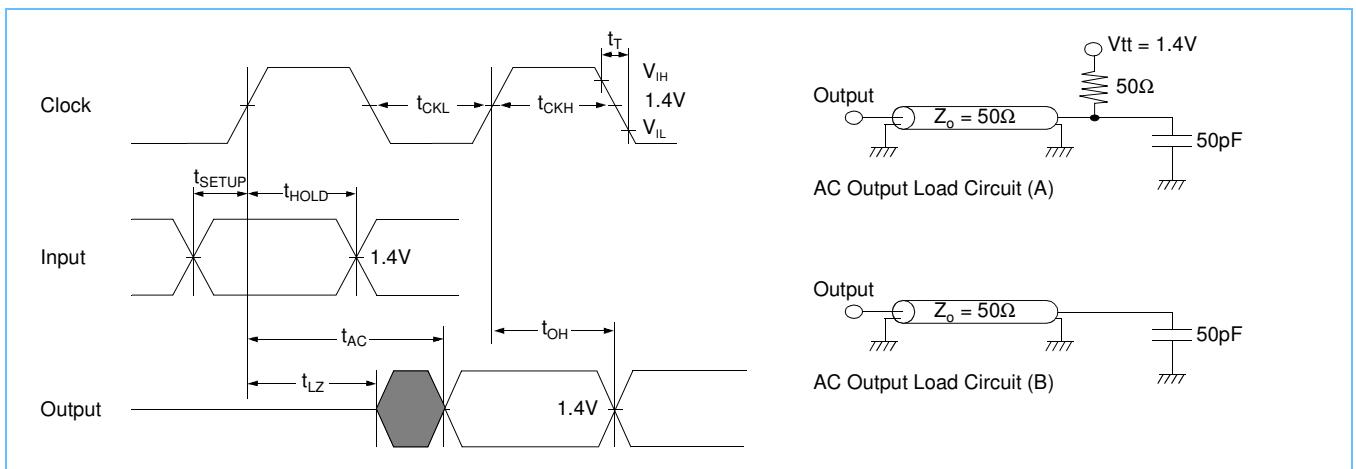 Clock
tCKL
tCKH
tT
VIH
1.4V
VIL
tSETUP
tHOLD
Input
1.4V
tAC
tOH
tLZ
Output
1.4V
Vtt = 1.4V
50Ω
Output
Zo = 50Ω
50pF
AC Output Load Circuit (A)
Output
Zo = 50Ω
50pF
AC Output Load Circuit (B)